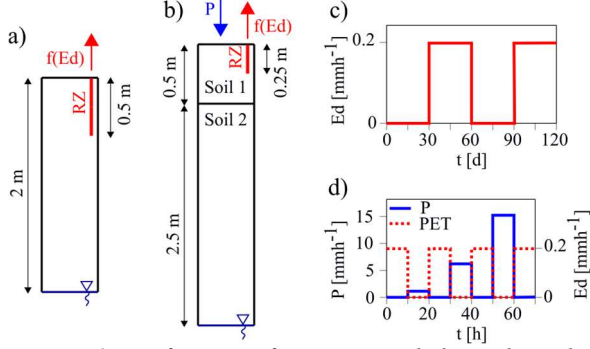 a)
f(Ed)
RZ
0.5 m
2 m
b)
P
f(Ed)
RZ
0.5 m
0.25 m
Soil 1
Soil 2
2.5 m
c)
Ed [mmh⁻¹]
0.2
0
0 30 60 90 120
t [d]
d)
P [mmh⁻¹]
15
10
5
0
P
PET
0.2
0
Ed [mmh⁻¹]
0 20 40 60
t [h]